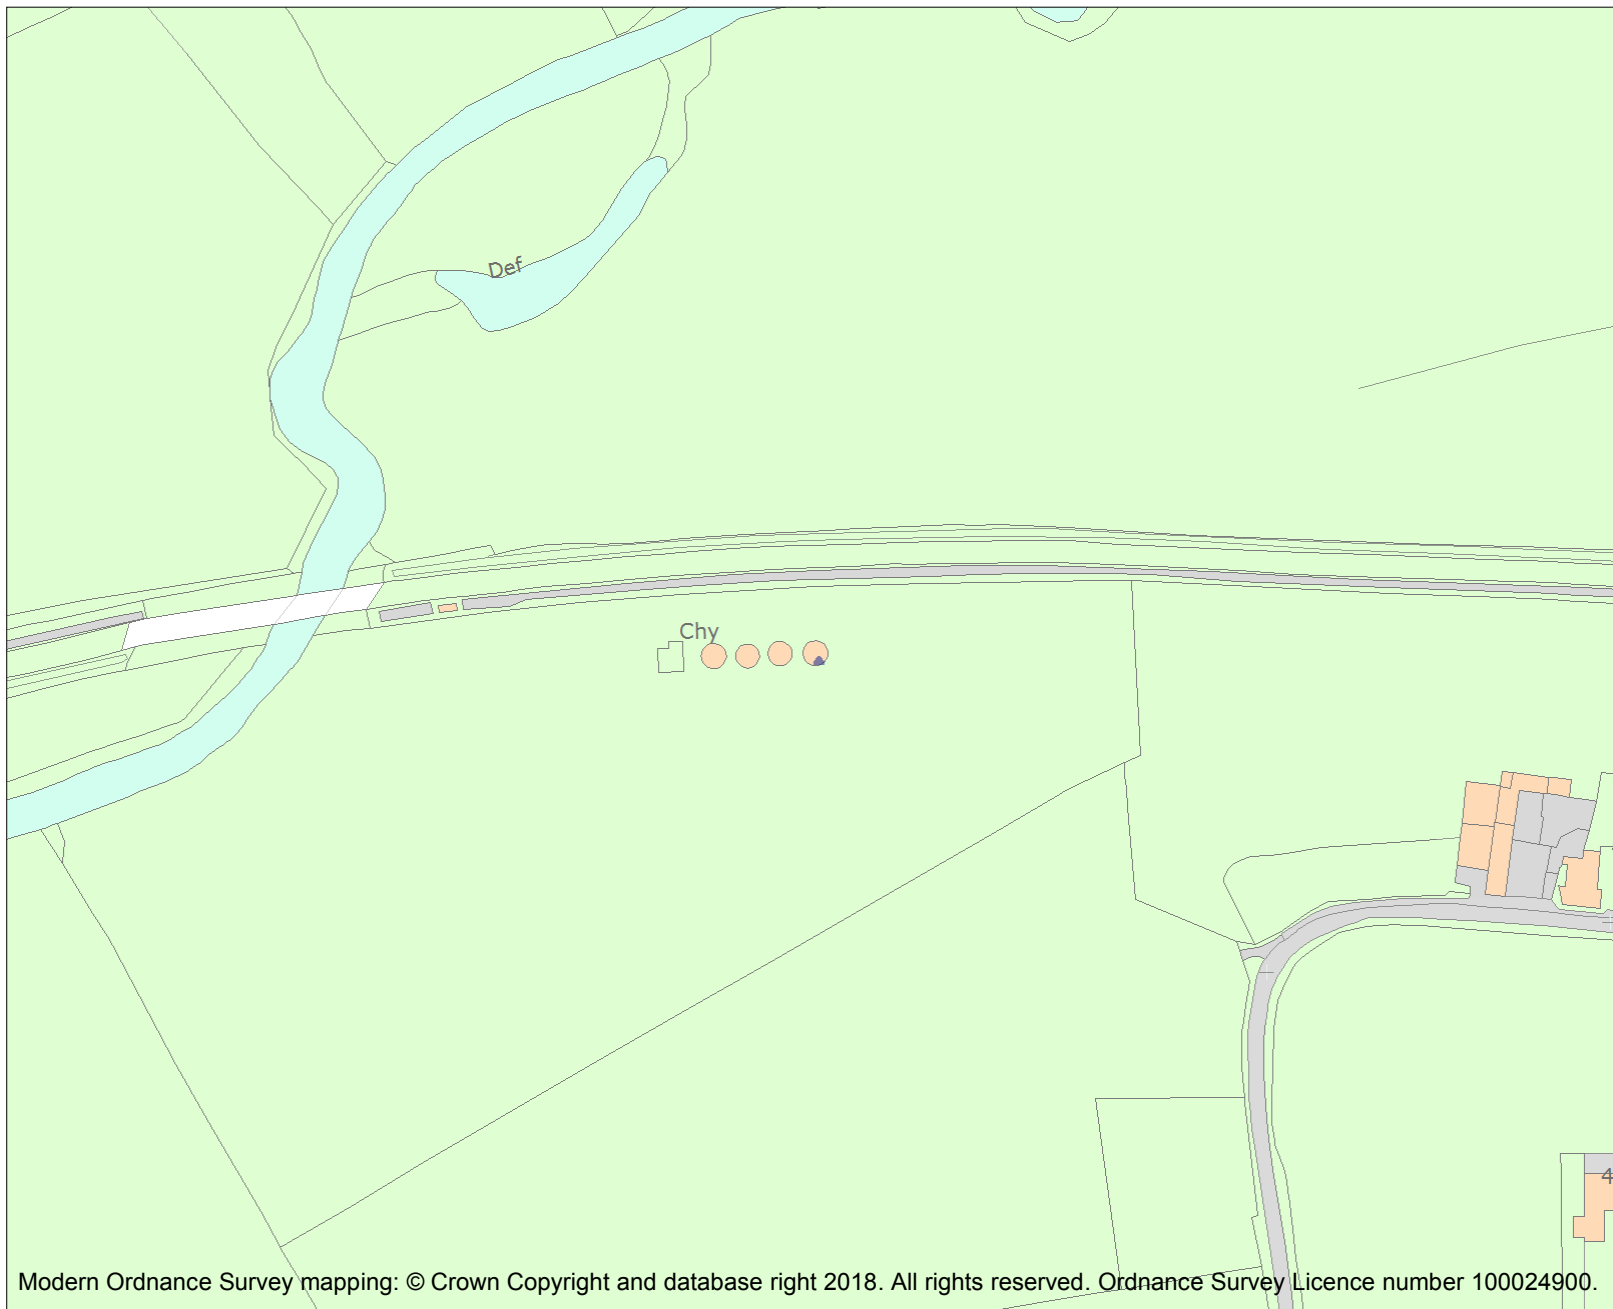 Def
Chy
4
Modern Ordnance Survey mapping: © Crown Copyright and database right 2018. All rights reserved. Ordnance Survey Licence number 100024900.